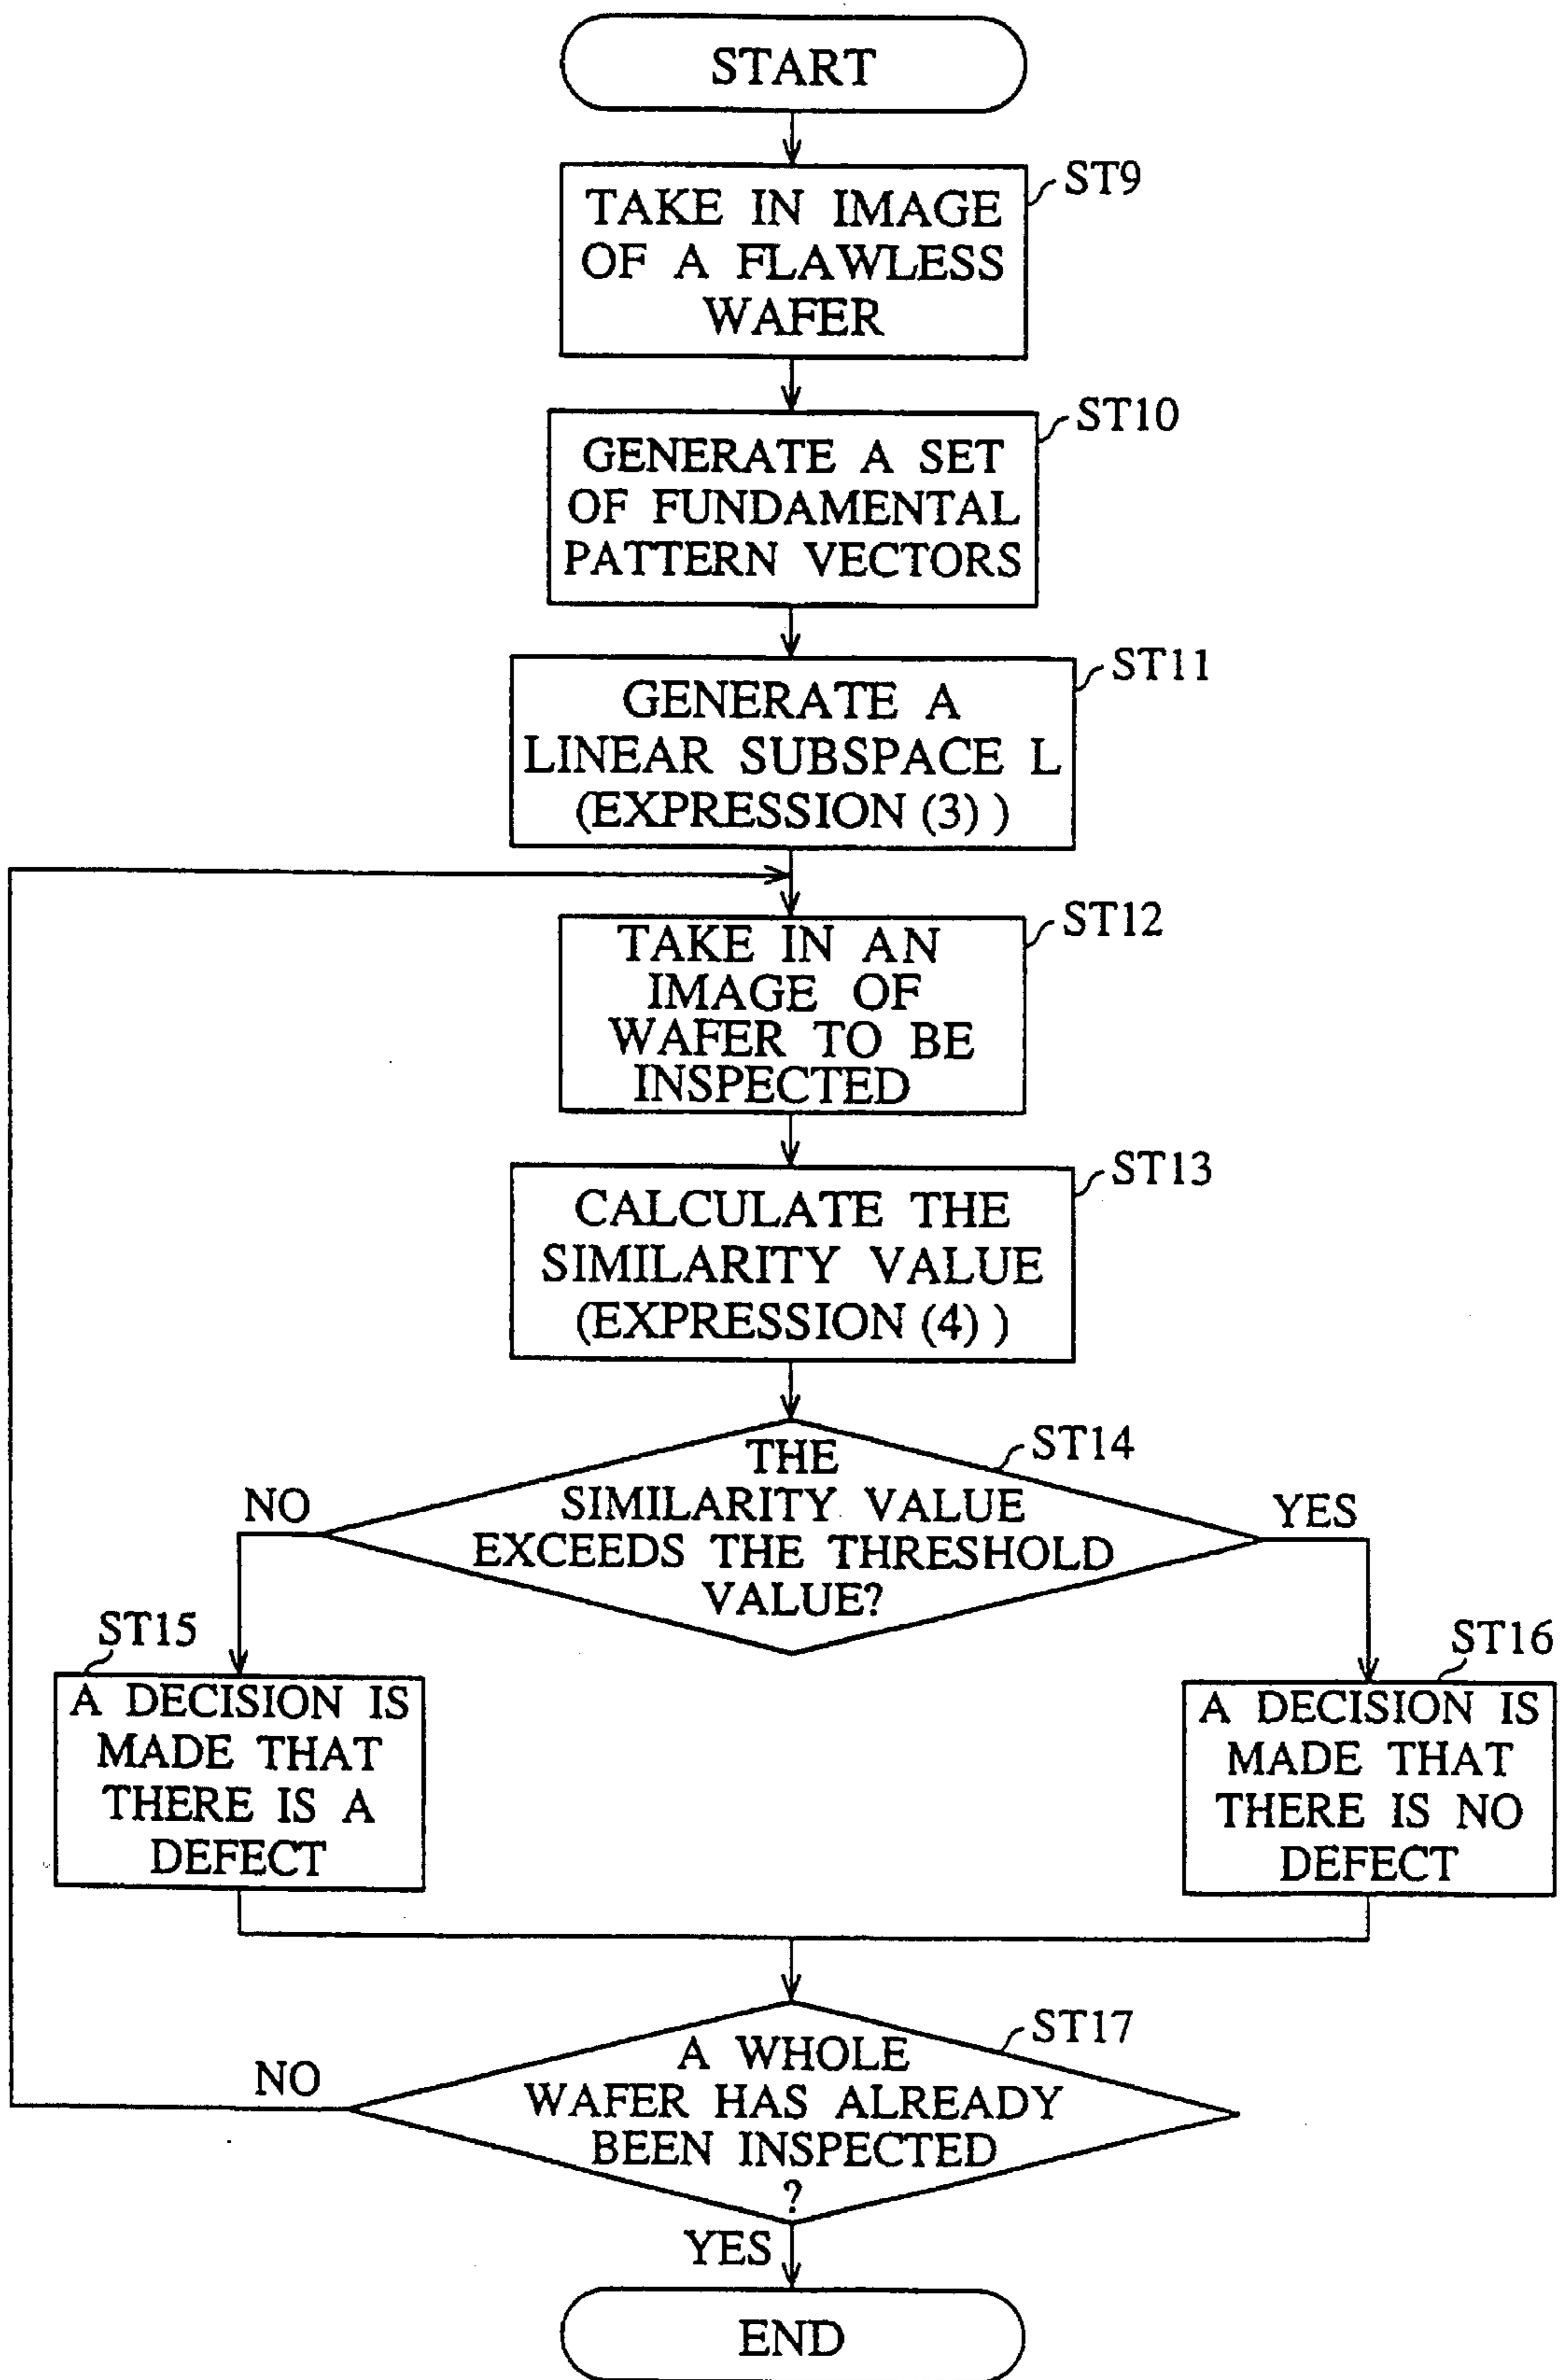 START
ST9
TAKE IN IMAGE
OF A FLAWLESS
WAFER
ST10
GENERATE A SET
OF FUNDAMENTAL
PATTERN VECTORS
ST11
GENERATE A
LINEAR SUBSPACE L
(EXPRESSION (3) )
ST12
TAKE IN AN
IMAGE OF
WAFER TO BE
INSPECTED
ST13
CALCULATE THE
SIMILARITY VALUE
(EXPRESSION (4) )
ST14
THE
SIMILARITY VALUE
EXCEEDS THE THRESHOLD
VALUE?
NO
YES
ST15
A DECISION IS
MADE THAT
THERE IS A
DEFECT
ST16
A DECISION IS
MADE THAT
THERE IS NO
DEFECT
ST17
A WHOLE
WAFER HAS ALREADY
BEEN INSPECTED
?
NO
YES
END